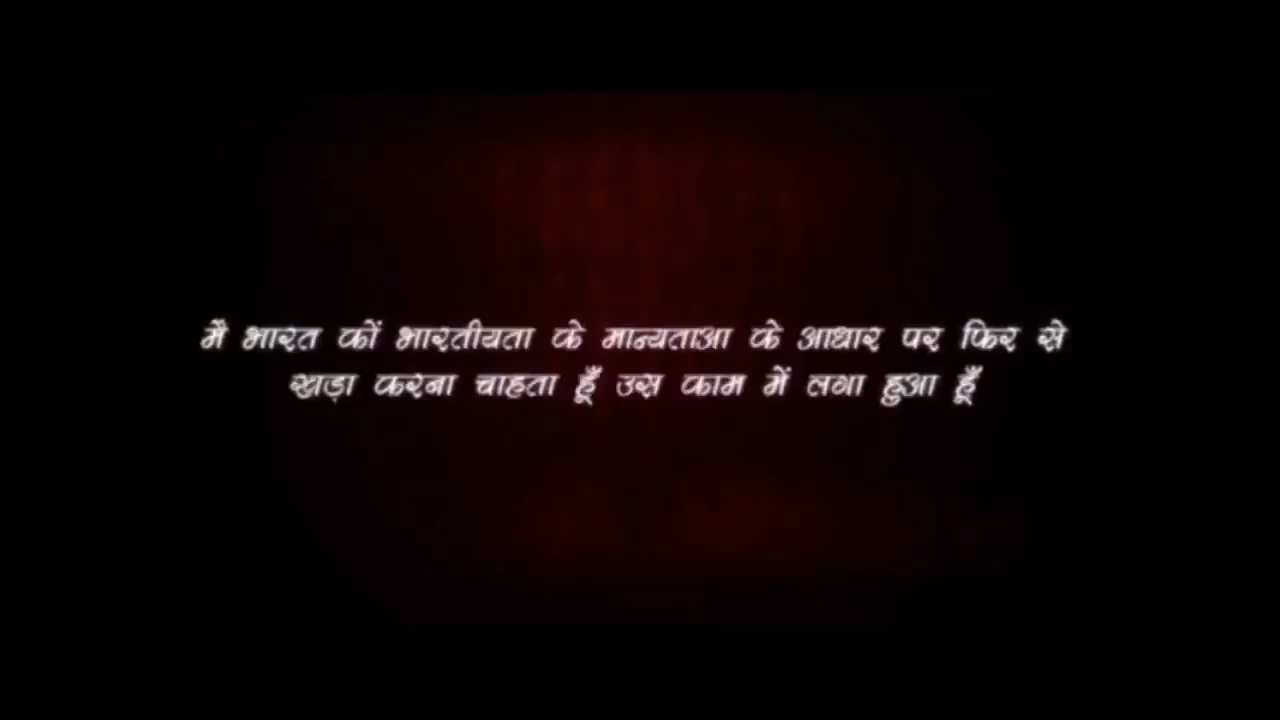 मै भारत कों भारतीयता के मान्यताआ के आधार पर फिर से
खड़ा करना चाहता हूँ उस काम में लगा हुआ हूँ